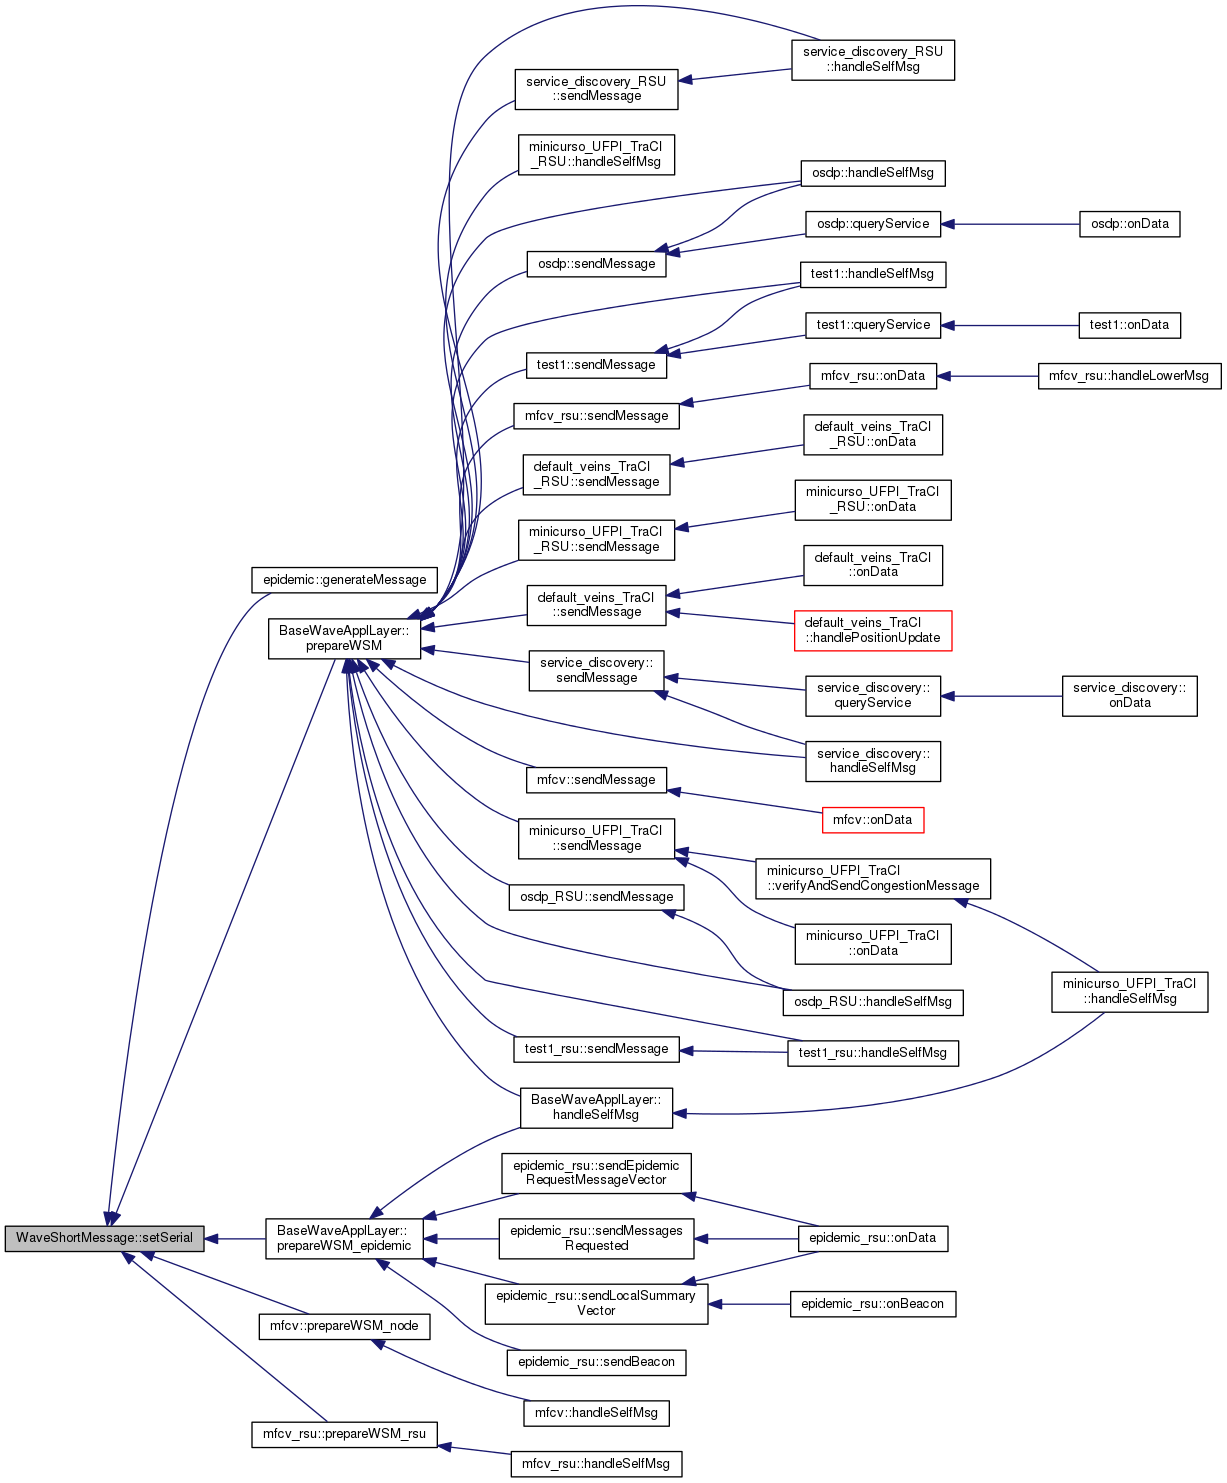 service_discovery_RSU
::handleSelfMsg
service_discovery_RSU
::sendMessage
minicurso_UFPI_TraCI
_RSU::handleSelfMsg
osdp::handleSelfMsg
osdp::queryService
osdp::onData
osdp::sendMessage
test1::handleSelfMsg
test1::queryService
test1::onData
test1::sendMessage
mfcv_rsu::onData
mfcv_rsu::handleLowerMsg
mfcv_rsu::sendMessage
default_veins_TraCI
_RSU::onData
default_veins_TraCI
_RSU::sendMessage
minicurso_UFPI_TraCI
_RSU::onData
minicurso_UFPI_TraCI
_RSU::sendMessage
default_veins_TraCI
::onData
epidemic::generateMessage
default_veins_TraCI
::sendMessage
default_veins_TraCI
::handlePositionUpdate
BaseWaveApplLayer::
prepareWSM
service_discovery::
sendMessage
service_discovery::
queryService
service_discovery::
onData
service_discovery::
handleSelfMsg
mfcv::sendMessage
mfcv::onData
minicurso_UFPI_TraCI
::sendMessage
minicurso_UFPI_TraCI
::verifyAndSendCongestionMessage
osdp_RSU::sendMessage
minicurso_UFPI_TraCI
::onData
minicurso_UFPI_TraCI
::handleSelfMsg
osdp_RSU::handleSelfMsg
test1_rsu::sendMessage
test1_rsu::handleSelfMsg
BaseWaveApplLayer::
handleSelfMsg
epidemic_rsu::sendEpidemic
RequestMessageVector
WaveShortMessage::setSerial
BaseWaveApplLayer::
prepareWSM_epidemic
epidemic_rsu::sendMessages
Requested
epidemic_rsu::onData
epidemic_rsu::sendLocalSummary
Vector
epidemic_rsu::onBeacon
mfcv::prepareWSM_node
epidemic_rsu::sendBeacon
mfcv::handleSelfMsg
mfcv_rsu::prepareWSM_rsu
mfcv_rsu::handleSelfMsg